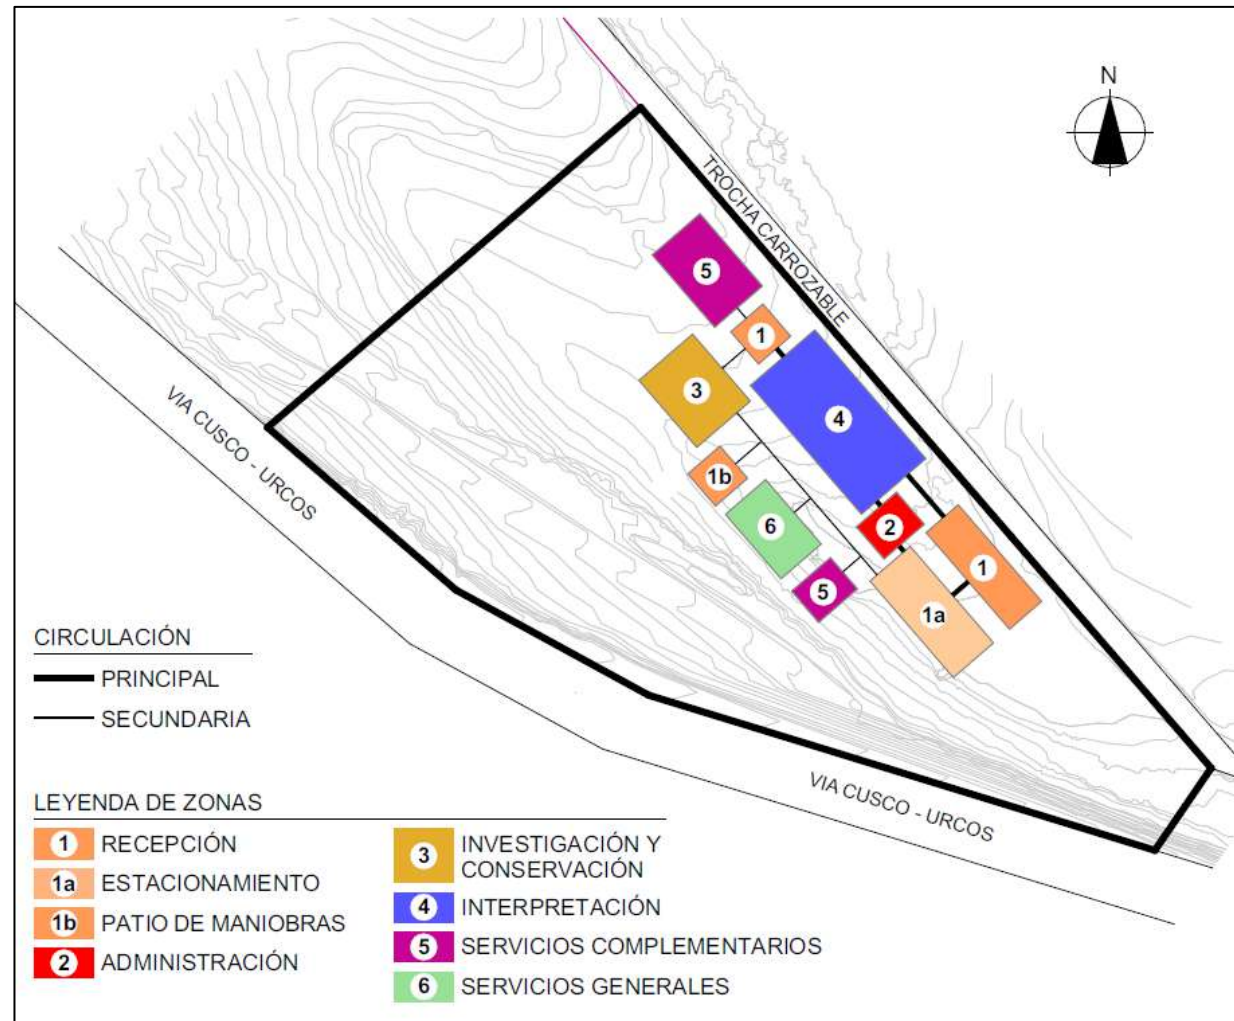 N
TROCHA CARROZABLE
5
1
3
4
1b
6
2
5
1
1a
VIA CUSCO - URCOS
VIA CUSCO - URCOS
CIRCULACIÓN
PRINCIPAL
SECUNDARIA
LEYENDA DE ZONAS
1 RECEPCIÓN
1a ESTACIONAMIENTO
1b PATIO DE MANIOBRAS
2 ADMINISTRACIÓN
3 INVESTIGACIÓN Y
CONSERVACIÓN
4 INTERPRETACIÓN
5 SERVICIOS COMPLEMENTARIOS
6 SERVICIOS GENERALES